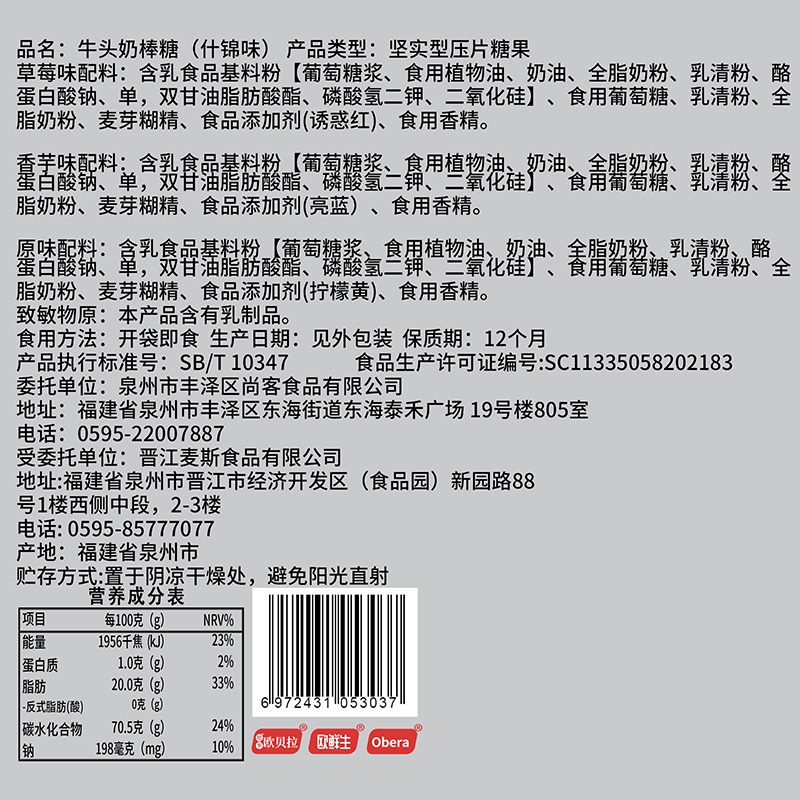 品名：牛头奶棒糖（什锦味） 产品类型：坚实型压片糖果
草莓味配料：含乳食品基料粉【葡萄糖浆、食用植物油、奶油、全脂奶粉、乳清粉、酪
蛋白酸钠、单，双甘油脂肪酸酯、磷酸氢二钾、二氧化硅】、食用葡萄糖、乳清粉、全
脂奶粉、麦芽糊精、食品添加剂(诱惑红)、食用香精。
香芋味配料：含乳食品基料粉【葡萄糖浆、食用植物油、奶油、全脂奶粉、乳清粉、酪
蛋白酸钠、单，双甘油脂肪酸酯、磷酸氢二钾、二氧化硅】、食用葡萄糖、乳清粉、全
脂奶粉、麦芽糊精、食品添加剂(亮蓝）、食用香精。
原味配料：含乳食品基料粉【葡萄糖浆、食用植物油、奶油、全脂奶粉、乳清粉、酪
蛋白酸钠、单，双甘油脂肪酸酯、磷酸氢二钾、二氧化硅】、食用葡萄糖、乳清粉、全
脂奶粉、麦芽糊精、食品添加剂(柠檬黄)、食用香精。
致敏物原：本产品含有乳制品。
食用方法：开袋即食 生产日期：见外包装 保质期：12个月
产品执行标准号：SB/T 10347 食品生产许可证编号:SC11335058202183
委托单位：泉州市丰泽区尚客食品有限公司
地址：福建省泉州市丰泽区东海街道东海泰禾广场 19号楼805室
电话：0595-22007887
受委托单位：晋江麦斯食品有限公司
地址:福建省泉州市晋江市经济开发区（食品园）新园路88
号1楼西侧中段，2-3楼
电话: 0595-85777077
产地：福建省泉州市
贮存方式:置于阴凉干燥处，避免阳光直射
营养成分表
项目 每100克（g） NRV%
能量 1956千焦 (kJ) 23%
蛋白质 1.0克（g） 2%
脂肪 20.0克（g） 33%
-反式脂肪(酸) 0克（g）
碳水化合物 70.5克（g） 24%
钠 198毫克（mg） 10%
6 972431 053037
欧贝拉® 欧鲜生® Obera®